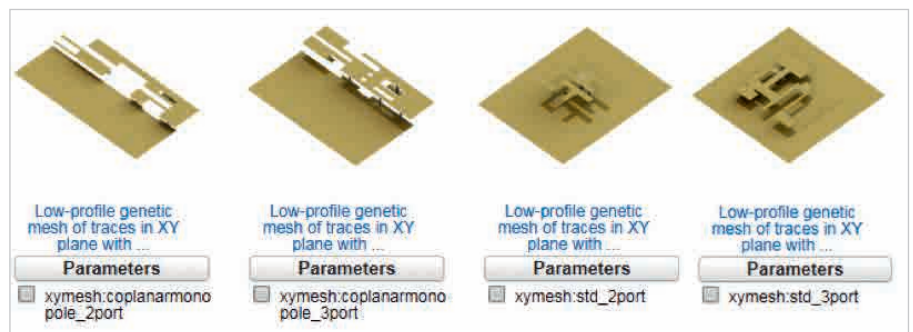 Low-profile genetic
mesh of traces in XY
plane with ...
Parameters
xymesh:coplanarmono
pole_2port
Low-profile genetic
mesh of traces in XY
plane with ...
Parameters
xymesh:coplanarmono
pole_3port
Low-profile genetic
mesh of traces in XY
plane with ...
Parameters
xymesh:std_2port
Low-profile genetic
mesh of traces in XY
plane with ...
Parameters
xymesh:std_3port